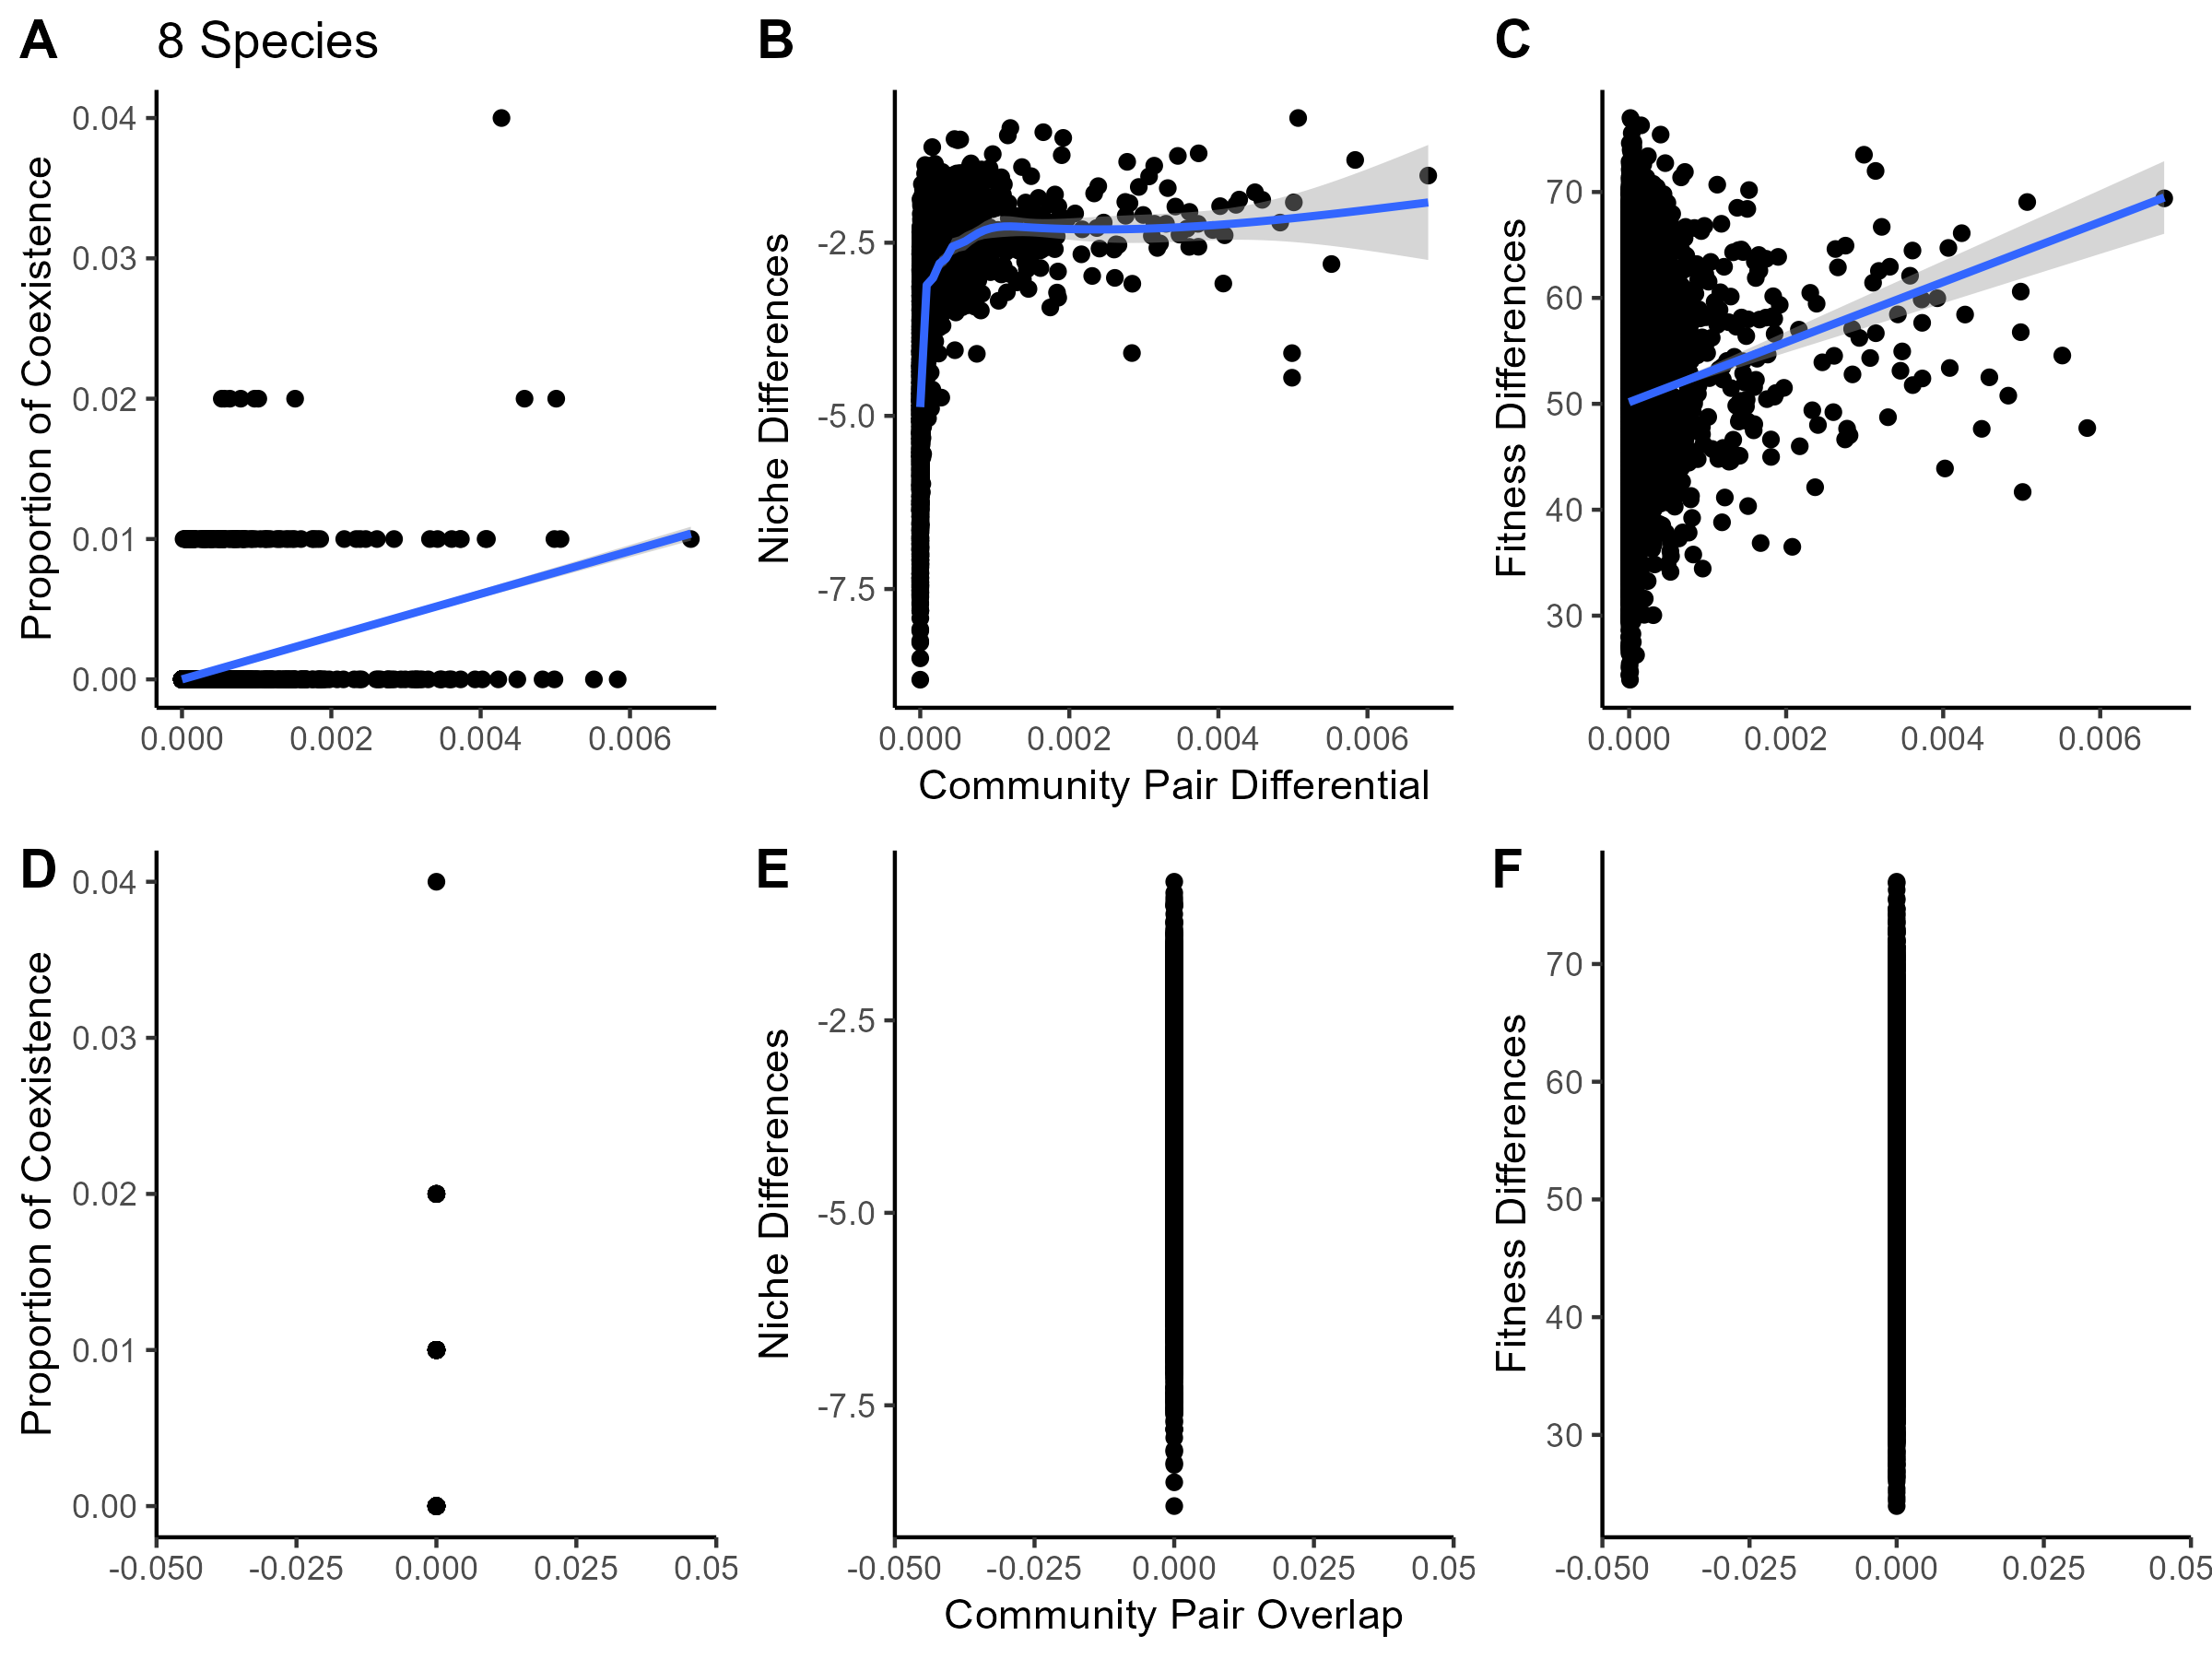 A 8 Species B C
Proportion of Coexistence
0.04
0.03
0.02
0.01
0.00
0.000 0.002 0.004 0.006
Niche Differences
-2.5
-5.0
-7.5
0.000 0.002 0.004 0.006
Community Pair Differential
Fitness Differences
70
60
50
40
30
0.000 0.002 0.004 0.006
D E F
Proportion of Coexistence
0.04
0.03
0.02
0.01
0.00
-0.050 -0.025 0.000 0.025 0.05
Niche Differences
-2.5
-5.0
-7.5
-0.050 -0.025 0.000 0.025 0.05
Community Pair Overlap
Fitness Differences
70
60
50
40
30
-0.050 -0.025 0.000 0.025 0.05